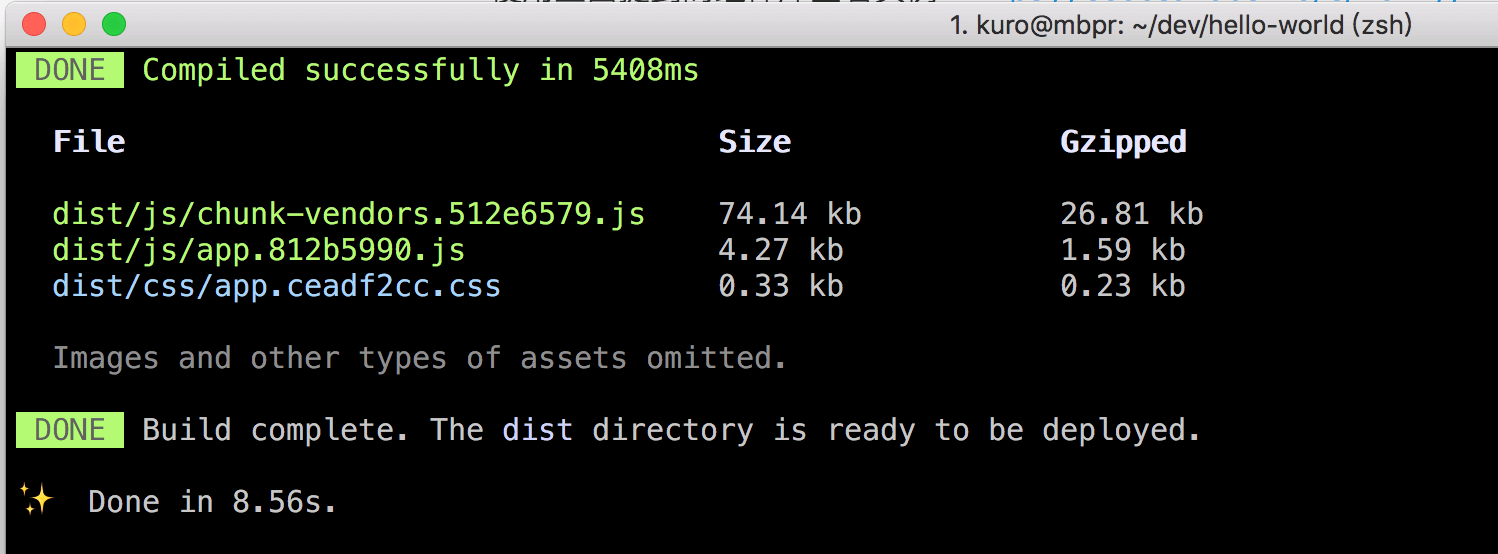 1. kuro@mbpr: ~/dev/hello-world (zsh)
DONE Compiled successfully in 5408ms
File Size Gzipped
dist/js/chunk-vendors.512e6579.js 74.14 kb 26.81 kb
dist/js/app.812b5990.js 4.27 kb 1.59 kb
dist/css/app.ceadf2cc.css 0.33 kb 0.23 kb
Images and other types of assets omitted.
DONE Build complete. The dist directory is ready to be deployed.
✨ Done in 8.56s.